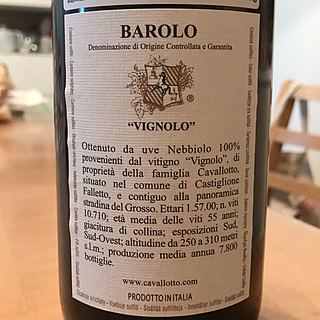 BAROLO
Denominazione di Origine Controllata e Garantita
®
"VIGNOLO"
Ottenuto da uve Nebbiolo 100%
provenienti dal vitigno "Vignolo", di
proprietà della famiglia Cavallotto,
situato nel comune di Castiglione
Falletto, e contiguo alla panoramica
stradina del Grosso. Ettari 1.57.00; n. viti
10.710; età media delle viti 55 anni;
giacitura di collina; esposizioni Sud,
Sud-Ovest; altitudine da 250 a 310 metri
s.l.m.; produzione media annua 7.800
bottiglie.
www.cavallotto.com
PRODOTTO IN ITALIA